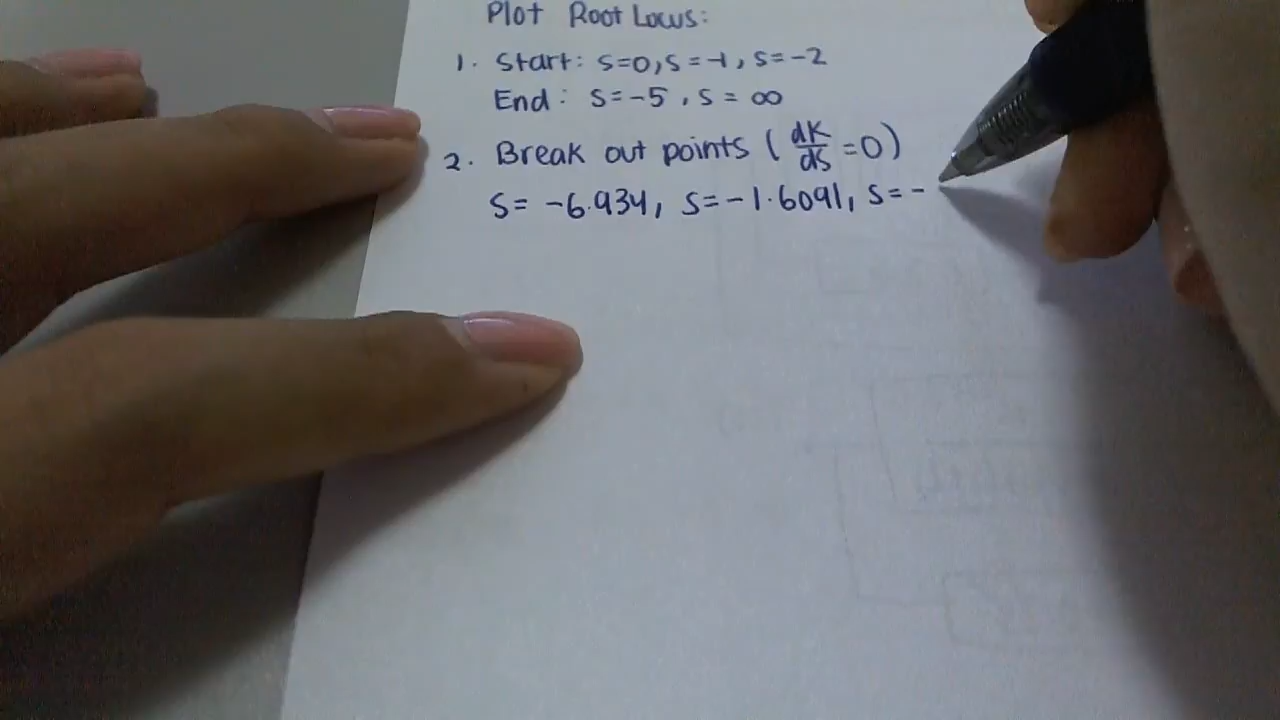 Plot Root Locus:
1. Start: s=0, s=-1, s=-2
End: s=-5, s=∞
2. Break out points (dK/ds=0)
s= -6.934, s=-1.6091, s=-